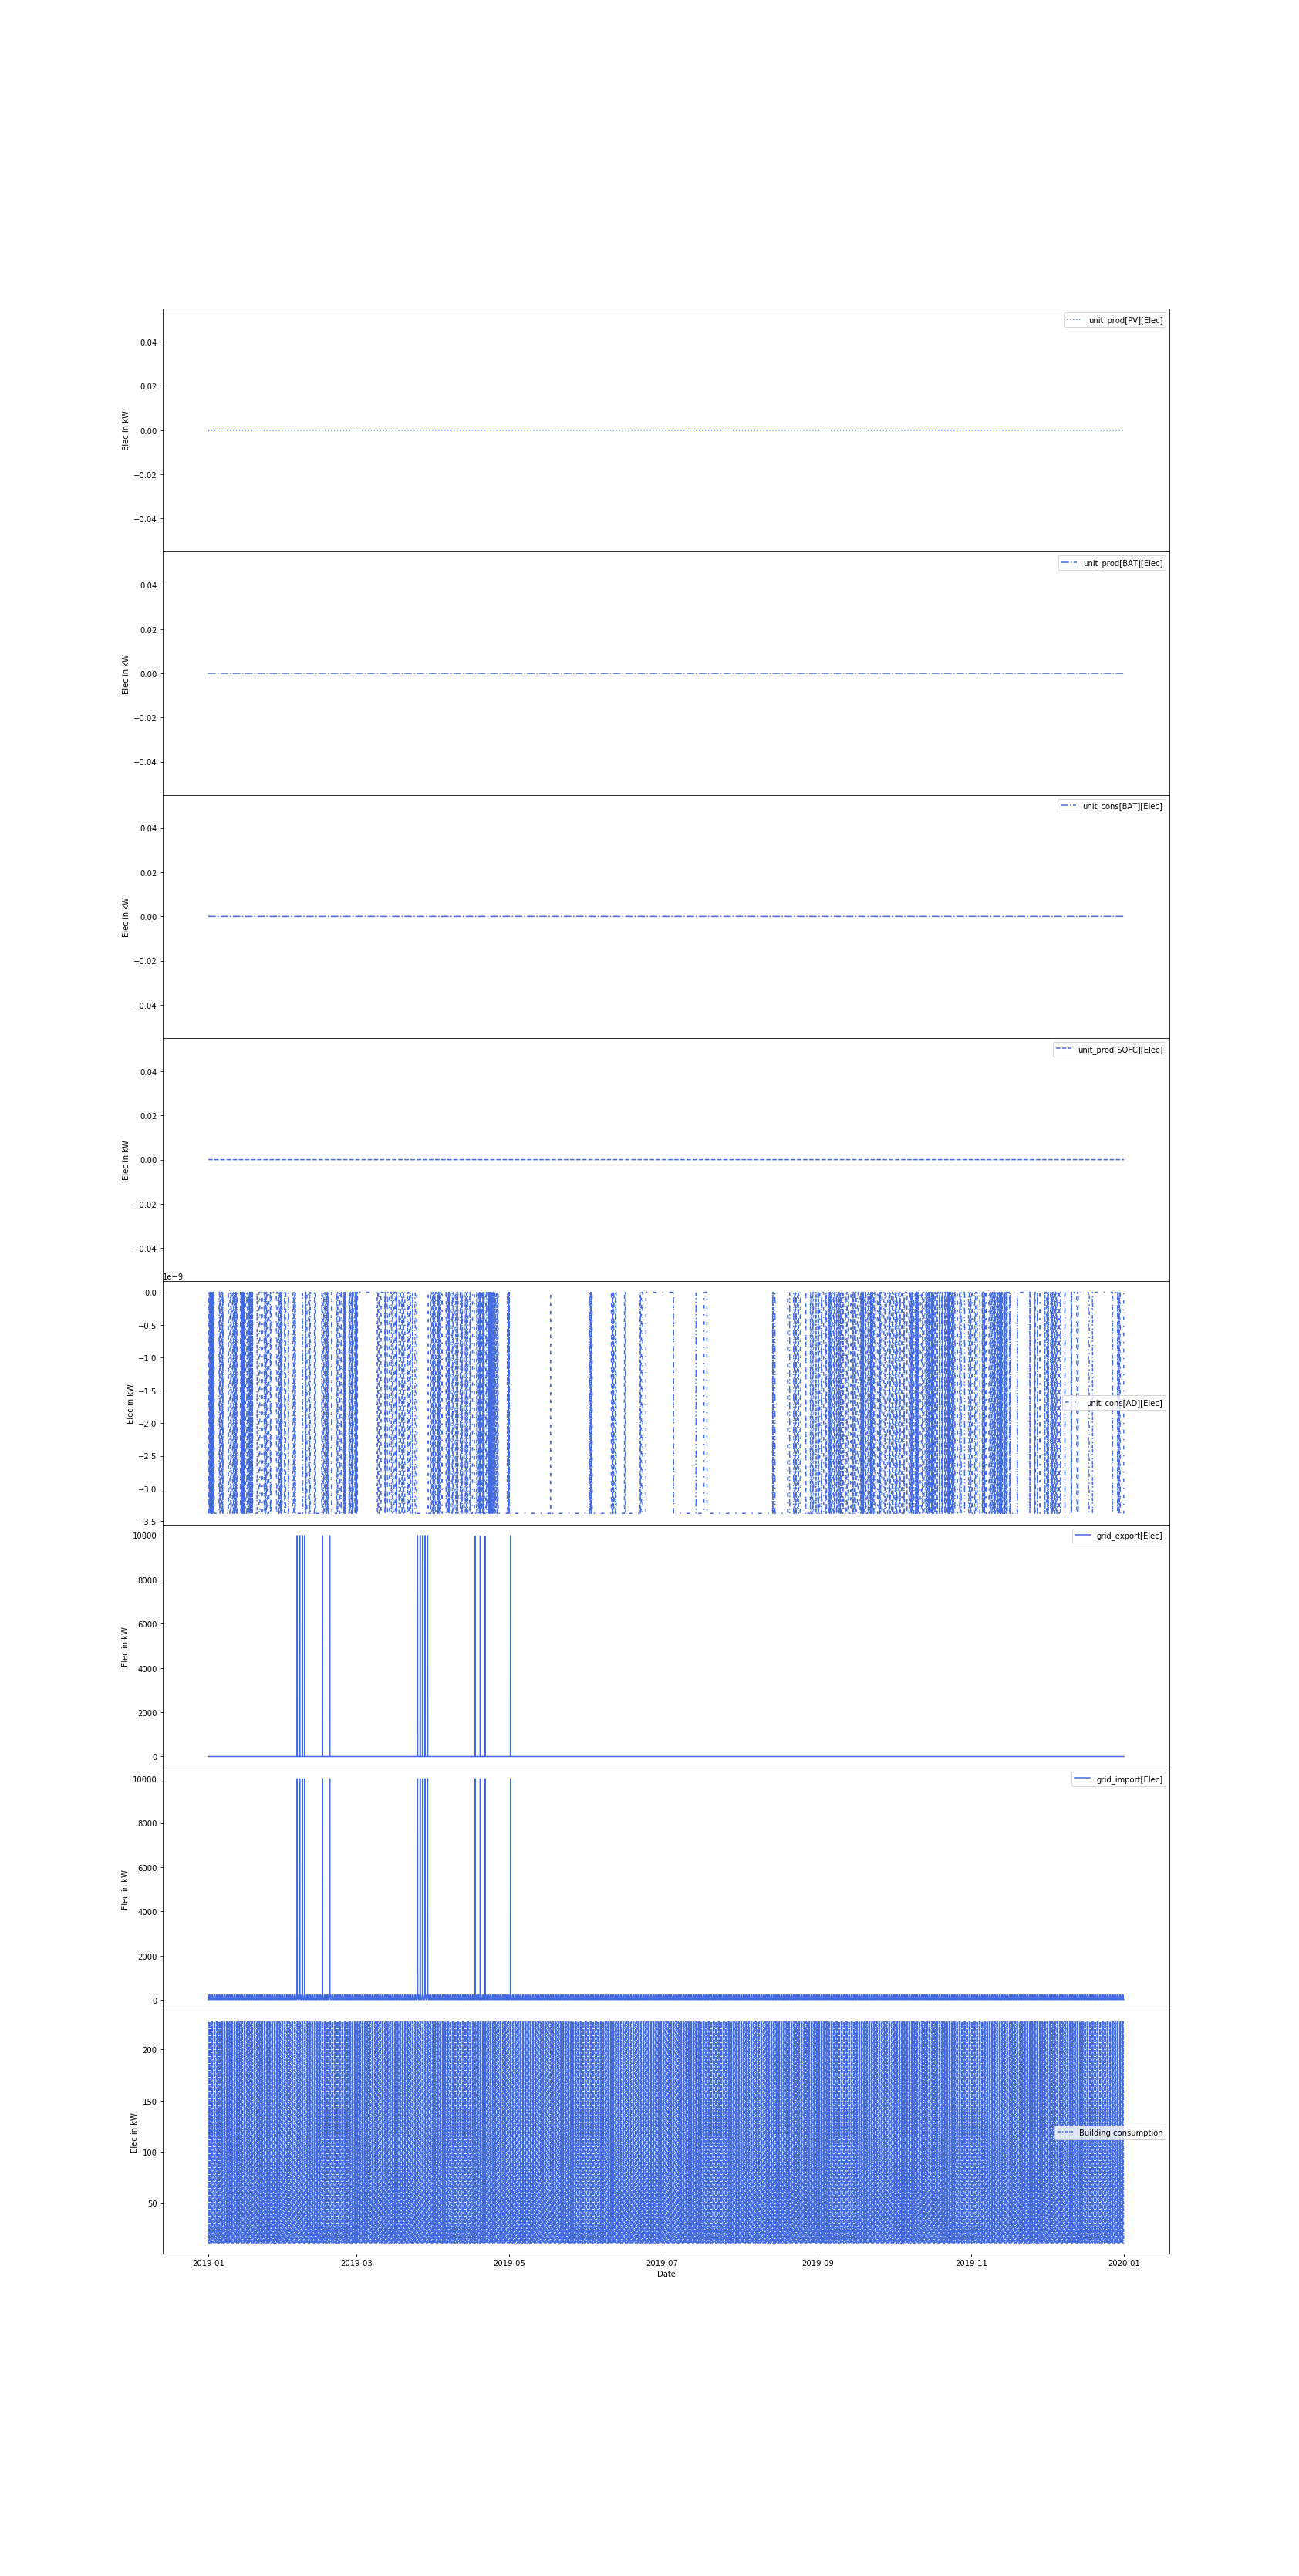 unit_prod[PV][Elec]
0.04
0.02
0.00
−0.02
−0.04
Elec in kW
unit_prod[BAT][Elec]
0.04
0.02
0.00
−0.02
−0.04
Elec in kW
unit_cons[BAT][Elec]
0.04
0.02
0.00
−0.02
−0.04
Elec in kW
unit_prod[SOFC][Elec]
0.04
0.02
0.00
−0.02
−0.04
Elec in kW
1e−9
0.0
−0.5
−1.0
−1.5
−2.0
−2.5
−3.0
−3.5
Elec in kW
unit_cons[AD][Elec]
grid_export[Elec]
10000
8000
6000
4000
2000
0
Elec in kW
grid_import[Elec]
10000
8000
6000
4000
2000
0
Elec in kW
200
150
100
50
Elec in kW
Building consumption
2019-01 2019-03 2019-05 2019-07 2019-09 2019-11 2020-01
Date